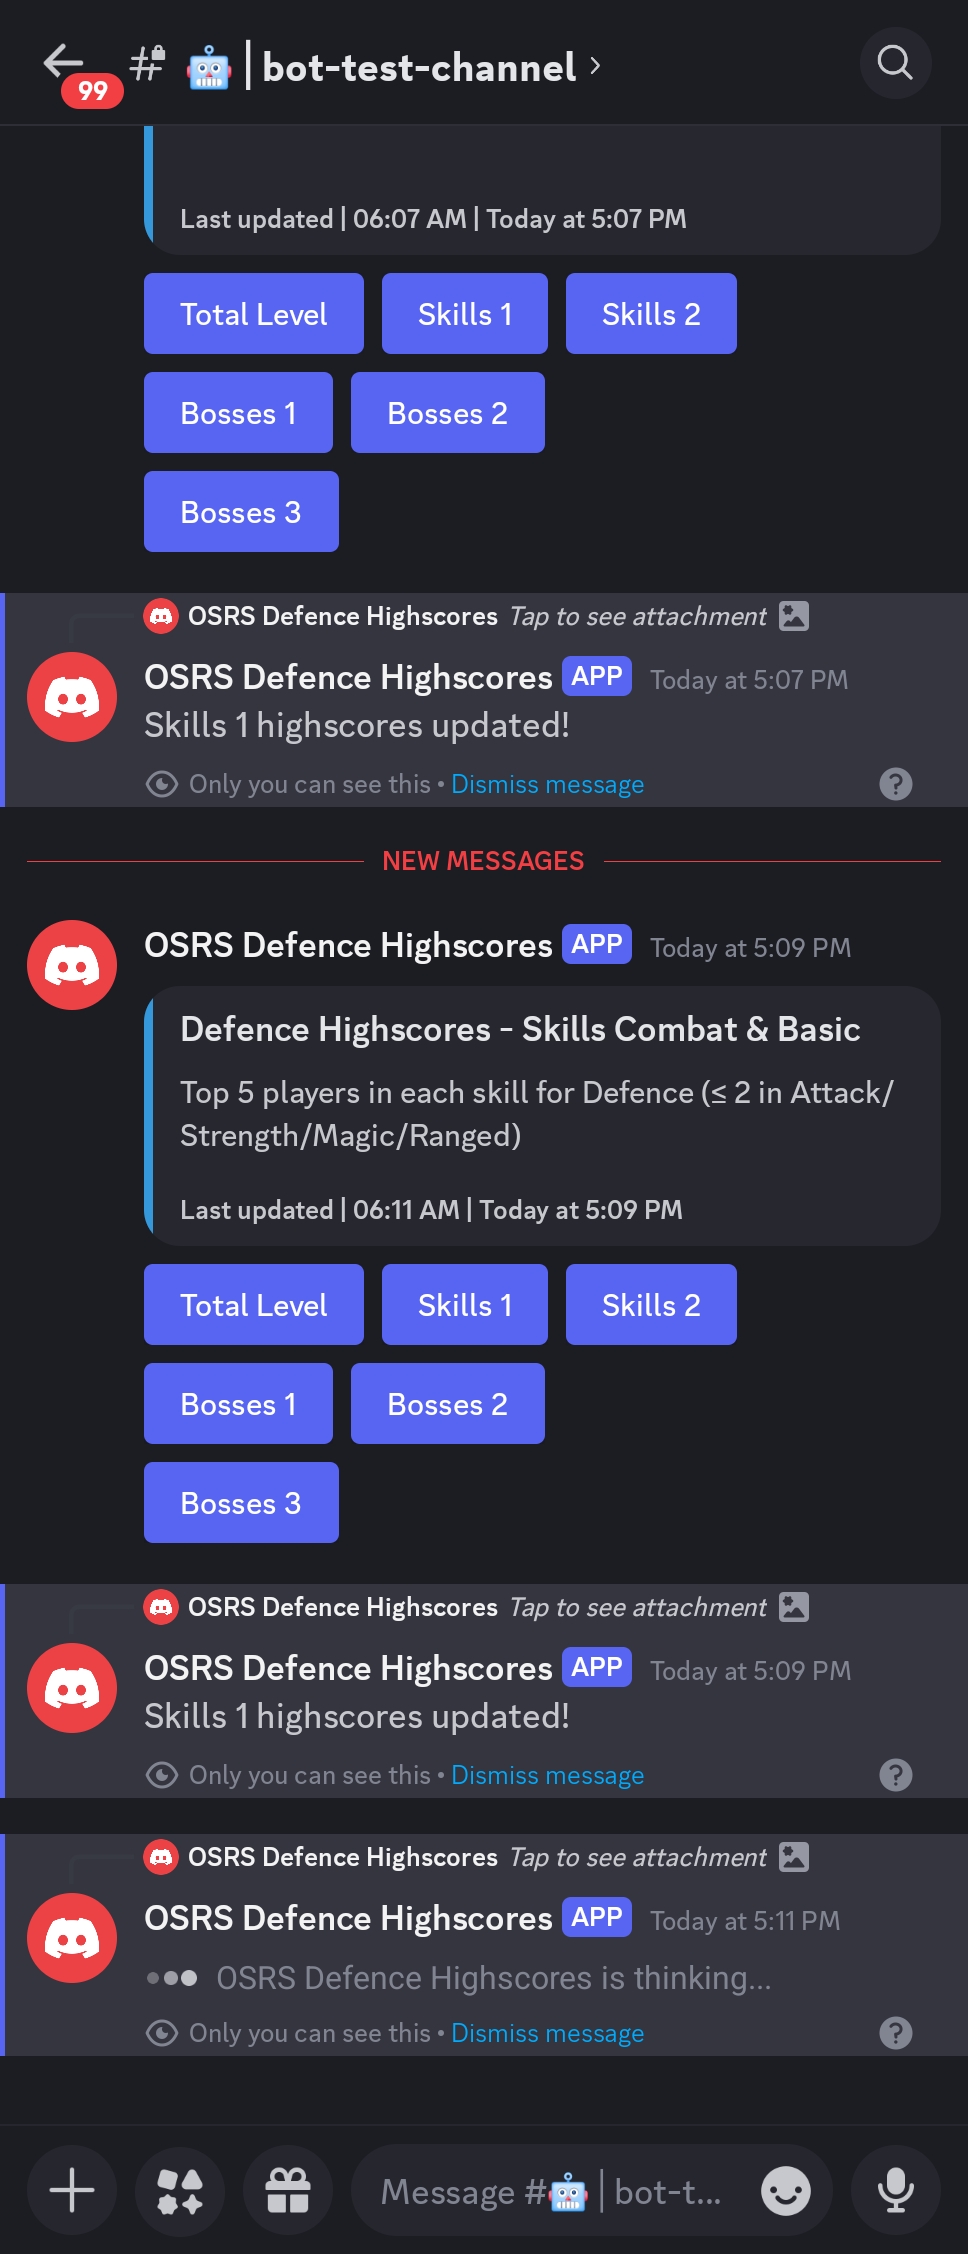 99
# 🤖 | bot-test-channel ›
Last updated | 06:07 AM | Today at 5:07 PM
Total Level Skills 1 Skills 2
Bosses 1 Bosses 2
Bosses 3
OSRS Defence Highscores Tap to see attachment
OSRS Defence Highscores APP Today at 5:07 PM
Skills 1 highscores updated!
Only you can see this • Dismiss message ?
NEW MESSAGES
OSRS Defence Highscores APP Today at 5:09 PM
Defence Highscores - Skills Combat & Basic
Top 5 players in each skill for Defence (≤ 2 in Attack/
Strength/Magic/Ranged)
Last updated | 06:11 AM | Today at 5:09 PM
Total Level Skills 1 Skills 2
Bosses 1 Bosses 2
Bosses 3
OSRS Defence Highscores Tap to see attachment
OSRS Defence Highscores APP Today at 5:09 PM
Skills 1 highscores updated!
Only you can see this • Dismiss message ?
OSRS Defence Highscores Tap to see attachment
OSRS Defence Highscores APP Today at 5:11 PM
OSRS Defence Highscores is thinking...
Only you can see this • Dismiss message ?
Message #🤖 | bot-t...